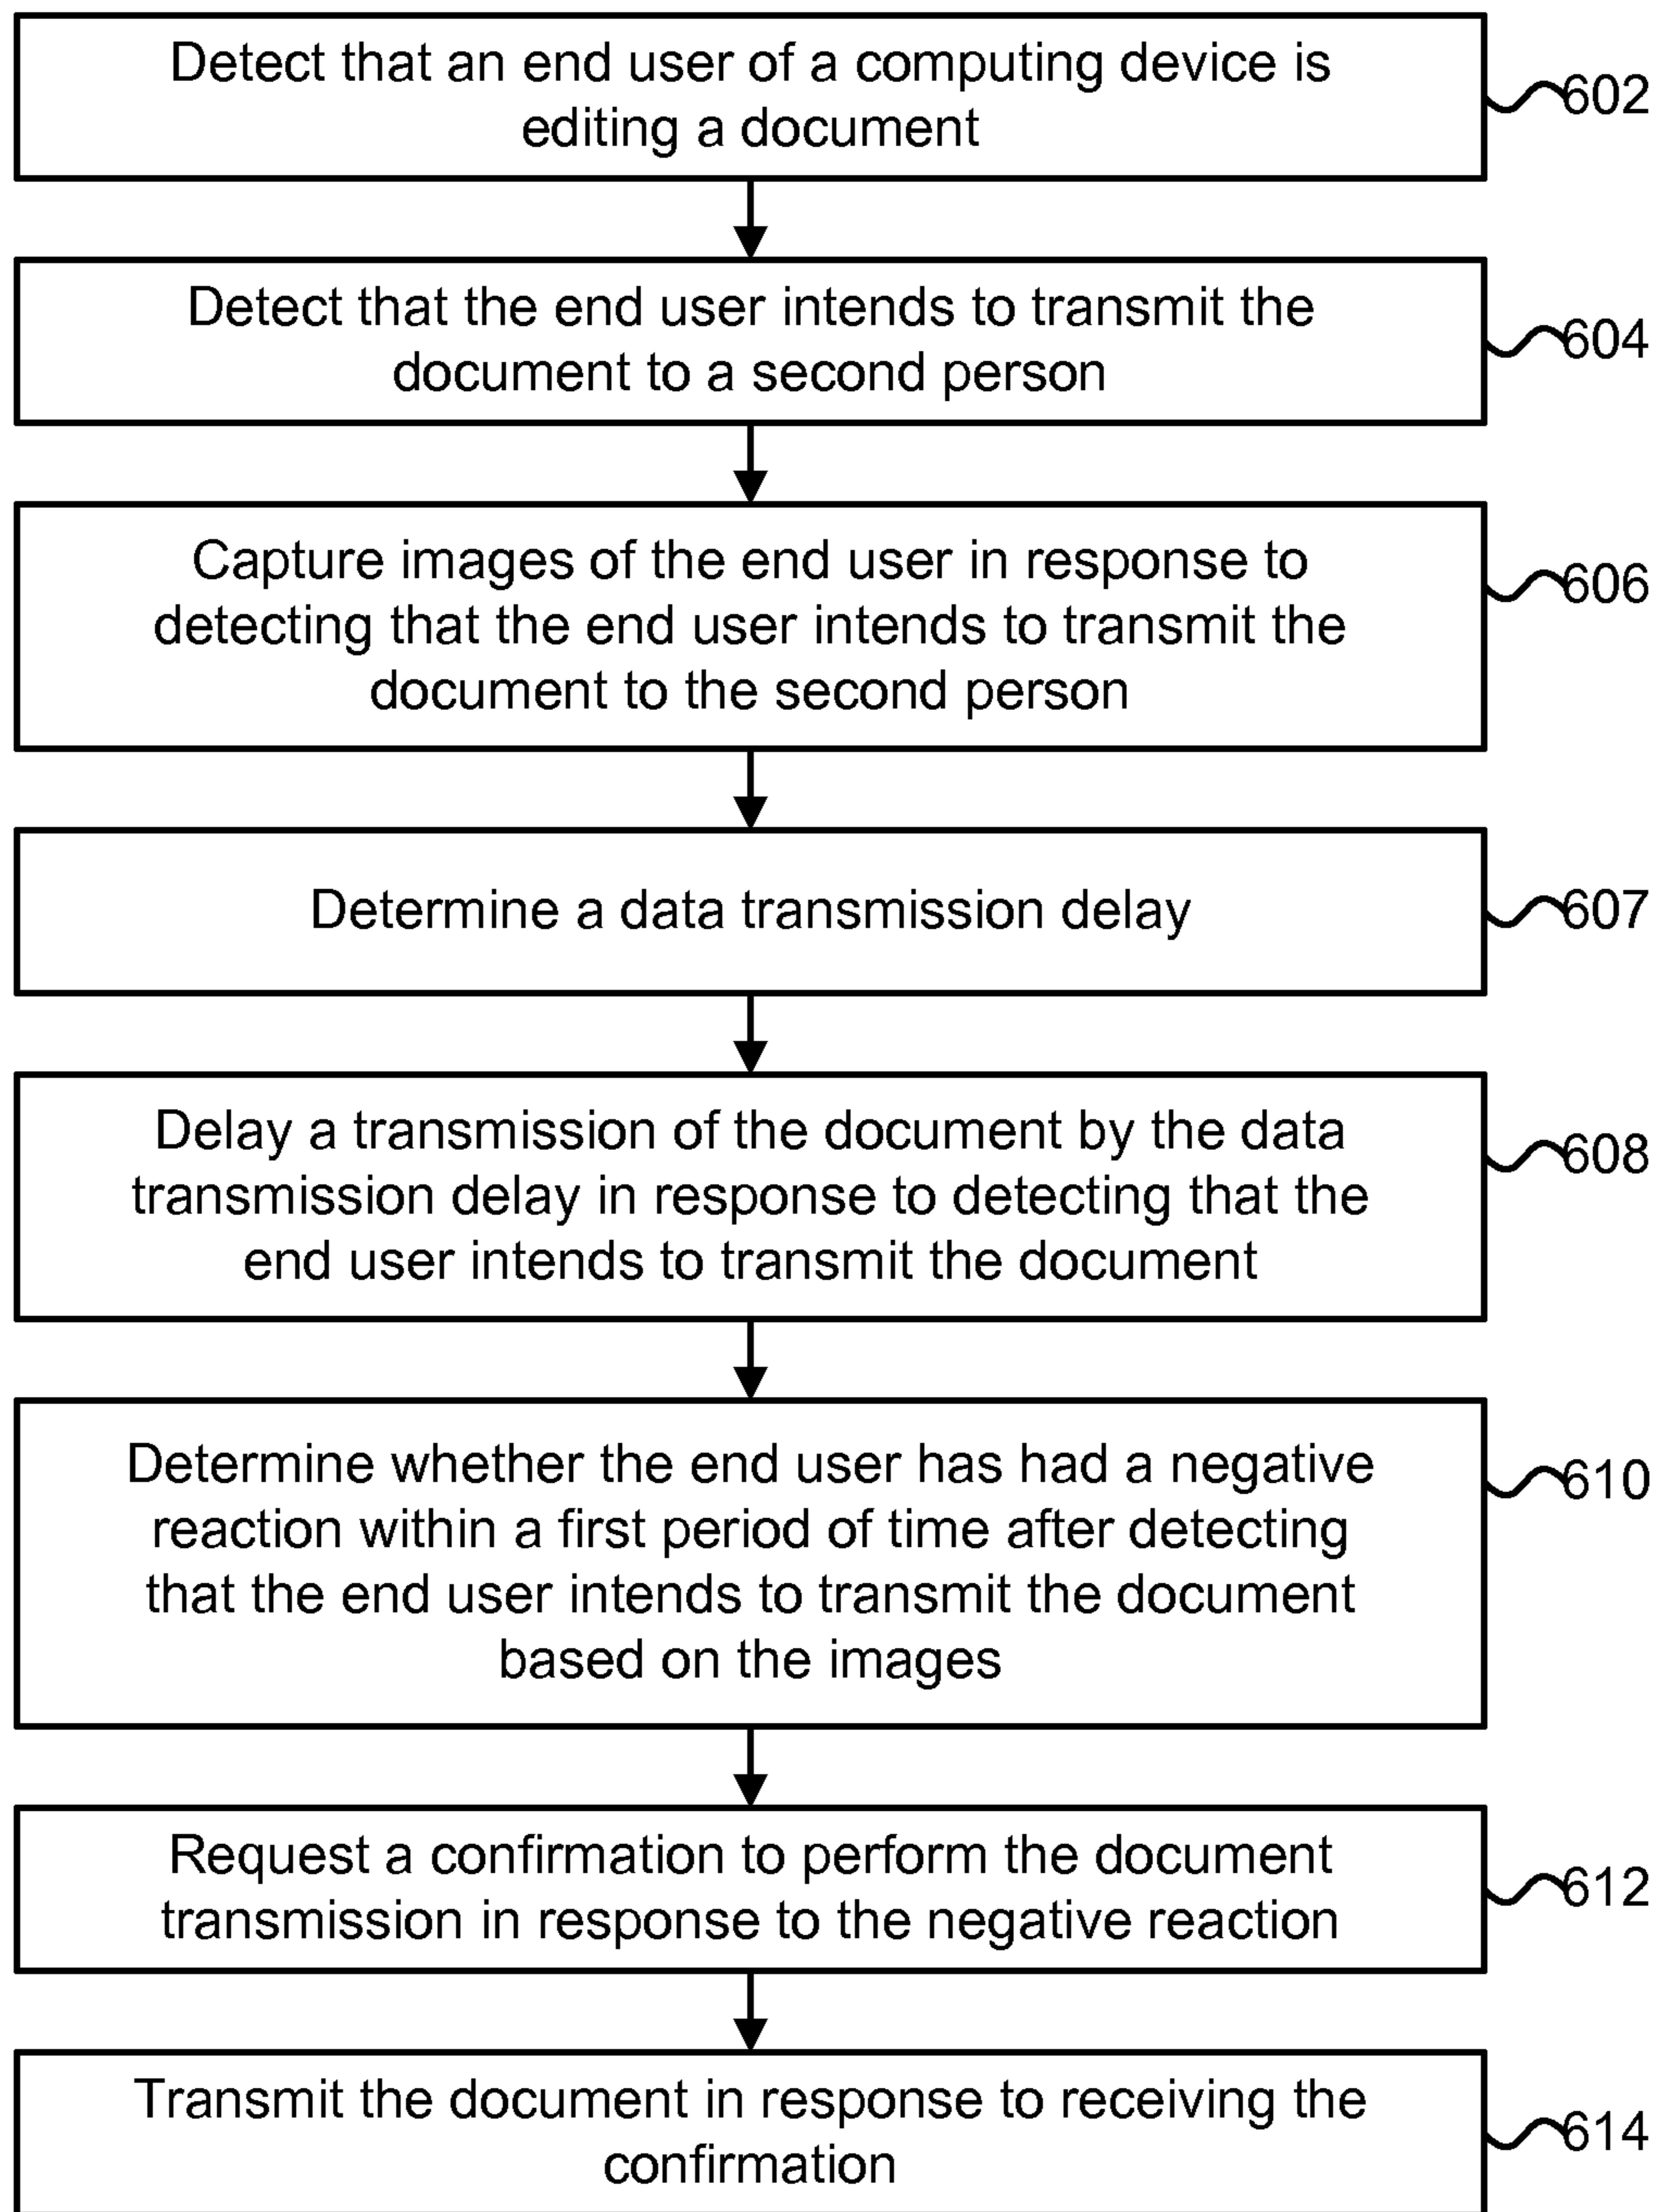 Detect that an end user of a computing device is
editing a document
602
Detect that the end user intends to transmit the
document to a second person
604
Capture images of the end user in response to
detecting that the end user intends to transmit the
document to the second person
606
Determine a data transmission delay
607
Delay a transmission of the document by the data
transmission delay in response to detecting that the
end user intends to transmit the document
608
Determine whether the end user has had a negative
reaction within a first period of time after detecting
that the end user intends to transmit the document
based on the images
610
Request a confirmation to perform the document
transmission in response to the negative reaction
612
Transmit the document in response to receiving the
confirmation
614